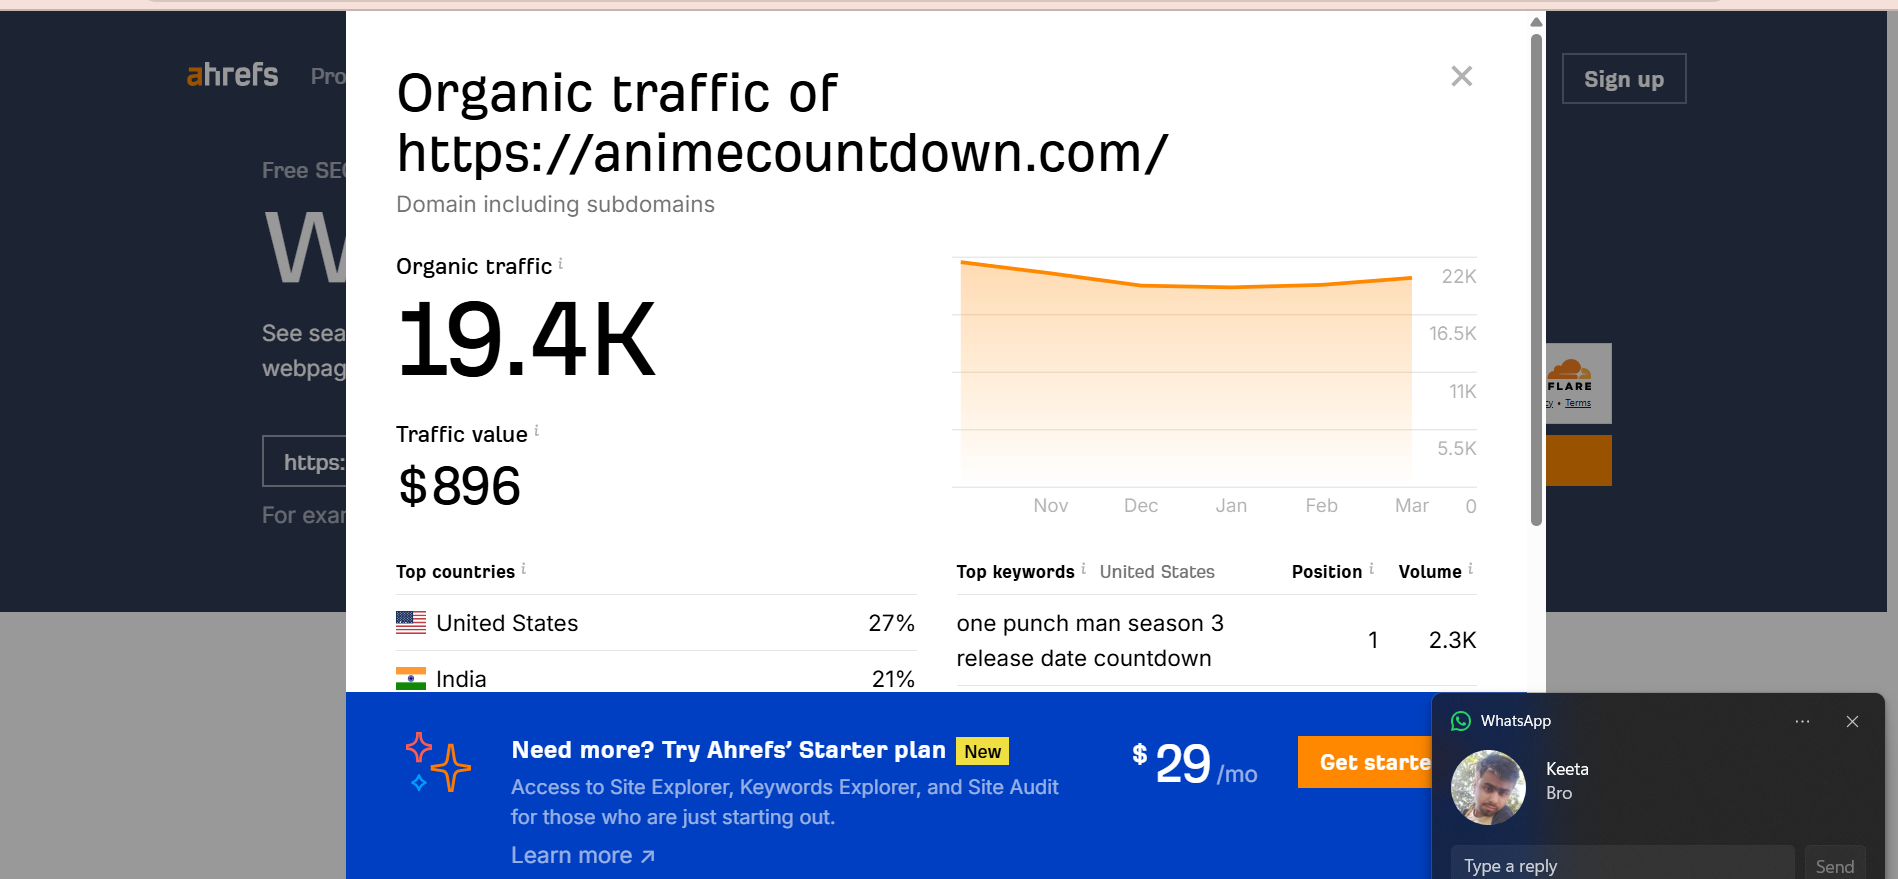 ahrefs
Pro
Sign up
Free SEO
W
See sea
webpag
https:
For exam
FLARE
cy • Terms
Organic traffic of
https://animecountdown.com/
Domain including subdomains
Organic traffic i
19.4K
Traffic value i
$896
22K
16.5K
11K
5.5K
0
Nov Dec Jan Feb Mar
Top countries i
United States 27%
India 21%
Top keywords i United States Position i Volume i
one punch man season 3
release date countdown 1 2.3K
Need more? Try Ahrefs’ Starter plan New
Access to Site Explorer, Keywords Explorer, and Site Audit
for those who are just starting out.
Learn more ↗
$29/mo
Get starte
WhatsApp
Keeta
Bro
Type a reply
Send